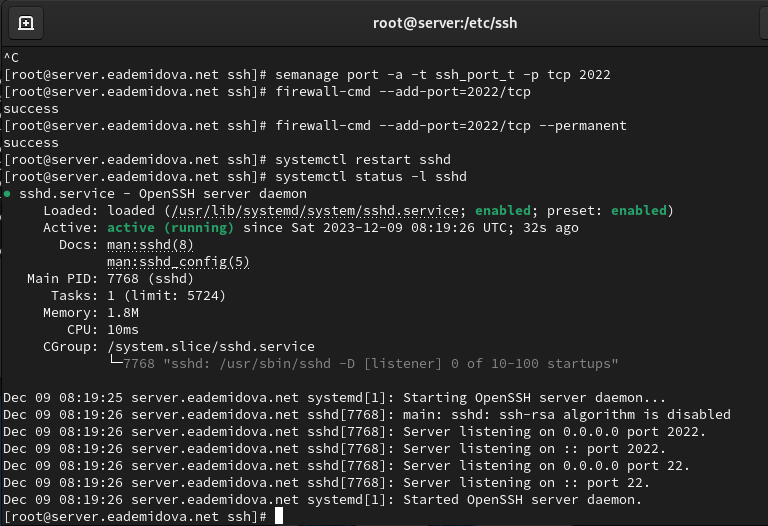 root@server:/etc/ssh
^C
[root@server.eademidova.net ssh]# semanage port -a -t ssh_port_t -p tcp 2022
[root@server.eademidova.net ssh]# firewall-cmd --add-port=2022/tcp
success
[root@server.eademidova.net ssh]# firewall-cmd --add-port=2022/tcp --permanent
success
[root@server.eademidova.net ssh]# systemctl restart sshd
[root@server.eademidova.net ssh]# systemctl status -l sshd
● sshd.service - OpenSSH server daemon
     Loaded: loaded (/usr/lib/systemd/system/sshd.service; enabled; preset: enabled)
     Active: active (running) since Sat 2023-12-09 08:19:26 UTC; 32s ago
       Docs: man:sshd(8)
             man:sshd_config(5)
   Main PID: 7768 (sshd)
      Tasks: 1 (limit: 5724)
     Memory: 1.8M
        CPU: 10ms
     CGroup: /system.slice/sshd.service
             └─7768 "sshd: /usr/sbin/sshd -D [listener] 0 of 10-100 startups"
Dec 09 08:19:25 server.eademidova.net systemd[1]: Starting OpenSSH server daemon...
Dec 09 08:19:26 server.eademidova.net sshd[7768]: main: sshd: ssh-rsa algorithm is disabled
Dec 09 08:19:26 server.eademidova.net sshd[7768]: Server listening on 0.0.0.0 port 2022.
Dec 09 08:19:26 server.eademidova.net sshd[7768]: Server listening on :: port 2022.
Dec 09 08:19:26 server.eademidova.net sshd[7768]: Server listening on 0.0.0.0 port 22.
Dec 09 08:19:26 server.eademidova.net sshd[7768]: Server listening on :: port 22.
Dec 09 08:19:26 server.eademidova.net systemd[1]: Started OpenSSH server daemon.
[root@server.eademidova.net ssh]#